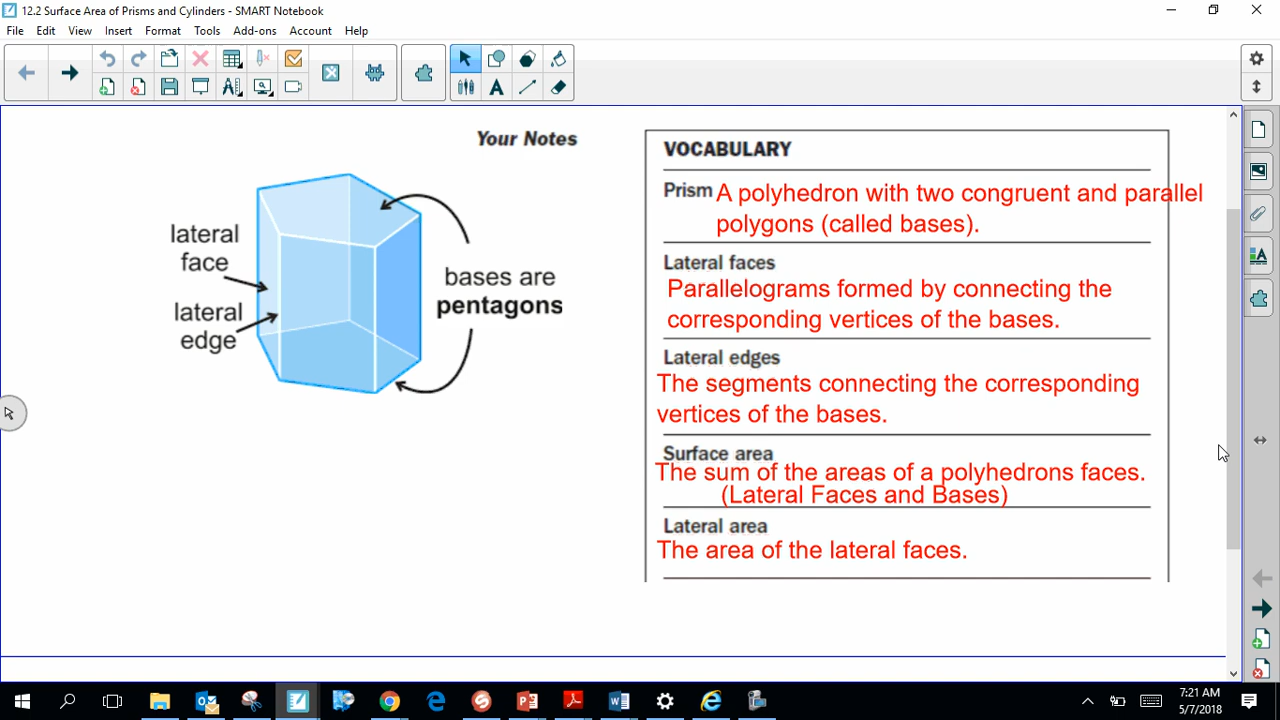 12.2 Surface Area of Prisms and Cylinders - SMART Notebook
File Edit View Insert Format Tools Add-ons Account Help
Your Notes
lateral
face
lateral
edge
bases are
pentagons
VOCABULARY
Prism A polyhedron with two congruent and parallel
polygons (called bases).
Lateral faces
Parallelograms formed by connecting the
corresponding vertices of the bases.
Lateral edges
The segments connecting the corresponding
vertices of the bases.
Surface area
The sum of the areas of a polyhedrons faces.
(Lateral Faces and Bases)
Lateral area
The area of the lateral faces.
7:21 AM
5/7/2018